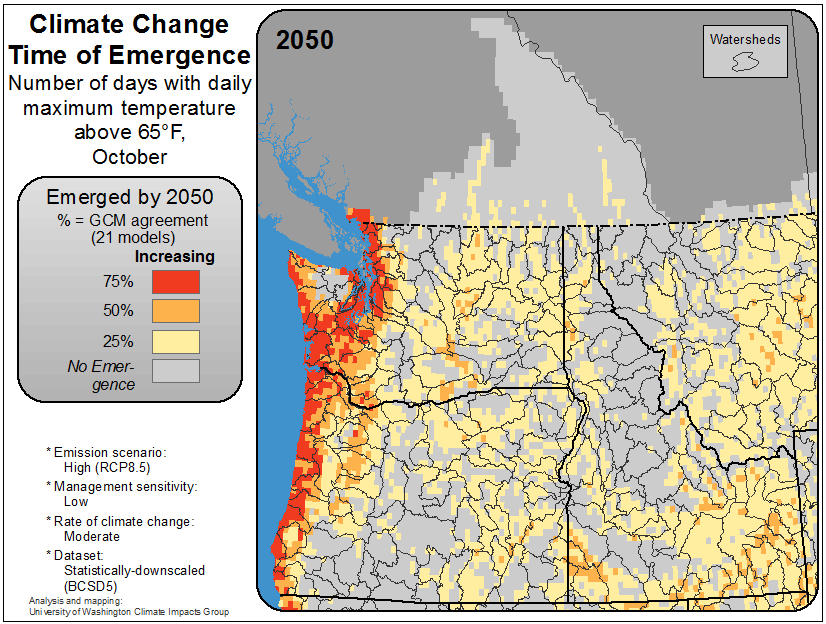 Climate Change
Time of Emergence
Number of days with daily
maximum temperature
above 65°F,
October
Emerged by 2050
% = GCM agreement
(21 models)
Increasing
75%
50%
25%
No Emer-
gence
* Emission scenario:
High (RCP8.5)
* Management sensitivity:
Low
* Rate of climate change:
Moderate
* Dataset:
Statistically-downscaled
(BCSD5)
Analysis and mapping:
University of Washington Climate Impacts Group
2050
Watersheds